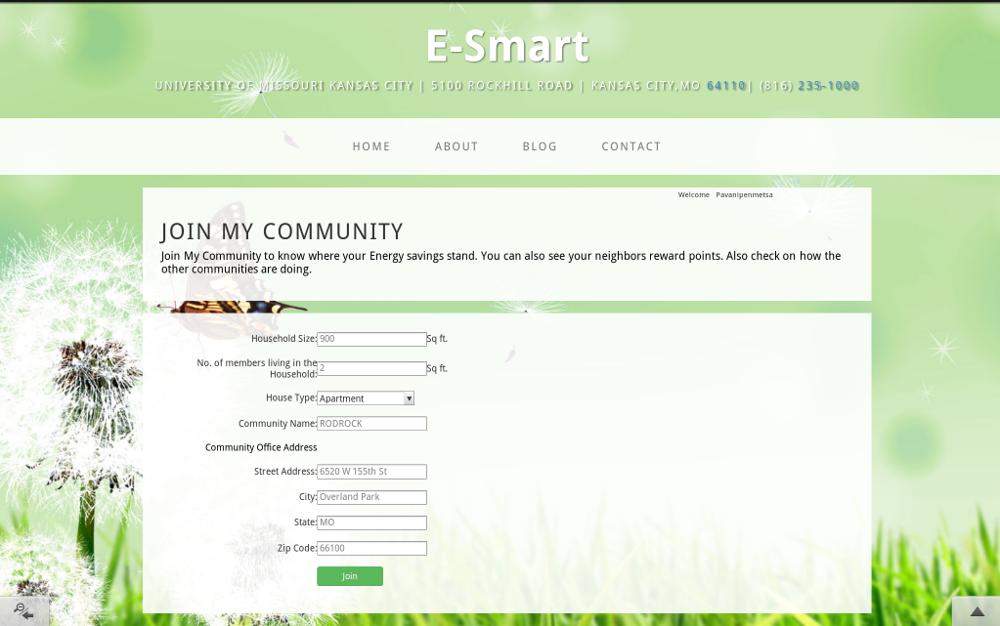 E-Smart
UNIVERSITY OF MISSOURI KANSAS CITY | 5100 ROCKHILL ROAD | KANSAS CITY,MO 64110| (816) 235-1000
HOME ABOUT BLOG CONTACT
Welcome Pavanipenmetsa
JOIN MY COMMUNITY
Join My Community to know where your Energy savings stand. You can also see your neighbors reward points. Also check on how the
other communities are doing.
Household Size: 900 Sq ft.
No. of members living in the
Household: 2 Sq ft.
House Type: Apartment
Community Name: RODROCK
Community Office Address
Street Address: 6520 W 155th St
City: Overland Park
State: MO
Zip Code: 66100
Join